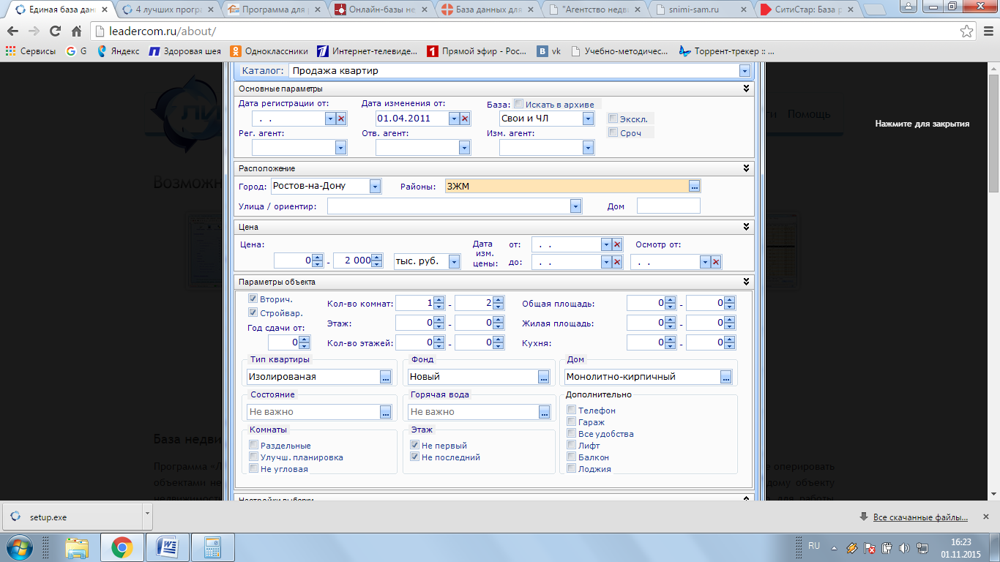 Единая база дан
4 лучших програ
Программа для р
Онлайн-базы не
База данных для
"Агентство недви
snimi-sam.ru
СитиСтар: База р
leadercom.ru/about/
Сервисы G Яндекс Здоровая шея Одноклассники Интернет-телевиде... Прямой эфир - Рос... vk Учебно-методичес... Торрент-трекер :: ...
Каталог: Продажа квартир
Основные параметры
Дата регистрации от: Дата изменения от: База: Искать в архиве
. . 01.04.2011 Свои и ЧЛ Экскл.
Рег. агент: Отв. агент: Изм. агент: Сроч
Помощь
Нажмите для закрытия
Возможн
Расположение
Город: Ростов-на-Дону Районы: ЗЖМ
Улица / ориентир: Дом
Цена
Цена: Дата изм. цены: от: . . Осмотр от:
0 - 2 000 тыс. руб. до: . . . .
Параметры объекта
Вторич. Кол-во комнат: 1 - 2 Общая площадь: 0 - 0
Стройвар.
Год сдачи от: Этаж: 0 - 0 Жилая площадь: 0 - 0
0 Кол-во этажей: 0 - 0 Кухня: 0 - 0
Тип квартиры Фонд Дом
Изолированая Новый Монолитно-кирпичный
Состояние Горячая вода Дополнительно
Не важно Не важно Телефон
Гараж
Комнаты Этаж Все удобства
Раздельные Не первый Лифт
Улучш. планировка Не последний Балкон
Не угловая Лоджия
База недви
Программа «Л е оперировать
объектами не дому объекту
недвижимост для работы
Настройки выборки
setup.exe Все скачанные файлы...
RU 16:23
01.11.2015